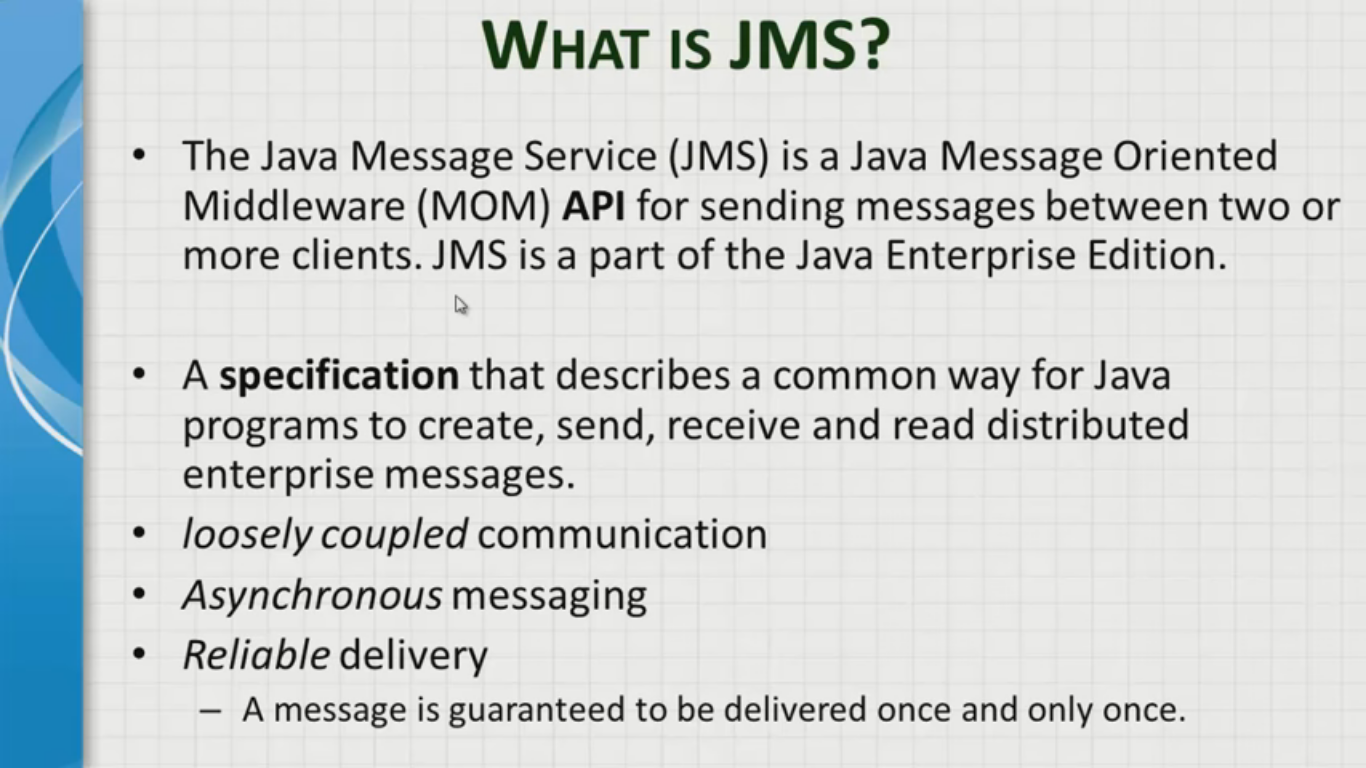 WHAT IS JMS?
• The Java Message Service (JMS) is a Java Message Oriented
Middleware (MOM) API for sending messages between two or
more clients. JMS is a part of the Java Enterprise Edition.
• A specification that describes a common way for Java
programs to create, send, receive and read distributed
enterprise messages.
• loosely coupled communication
• Asynchronous messaging
• Reliable delivery
– A message is guaranteed to be delivered once and only once.